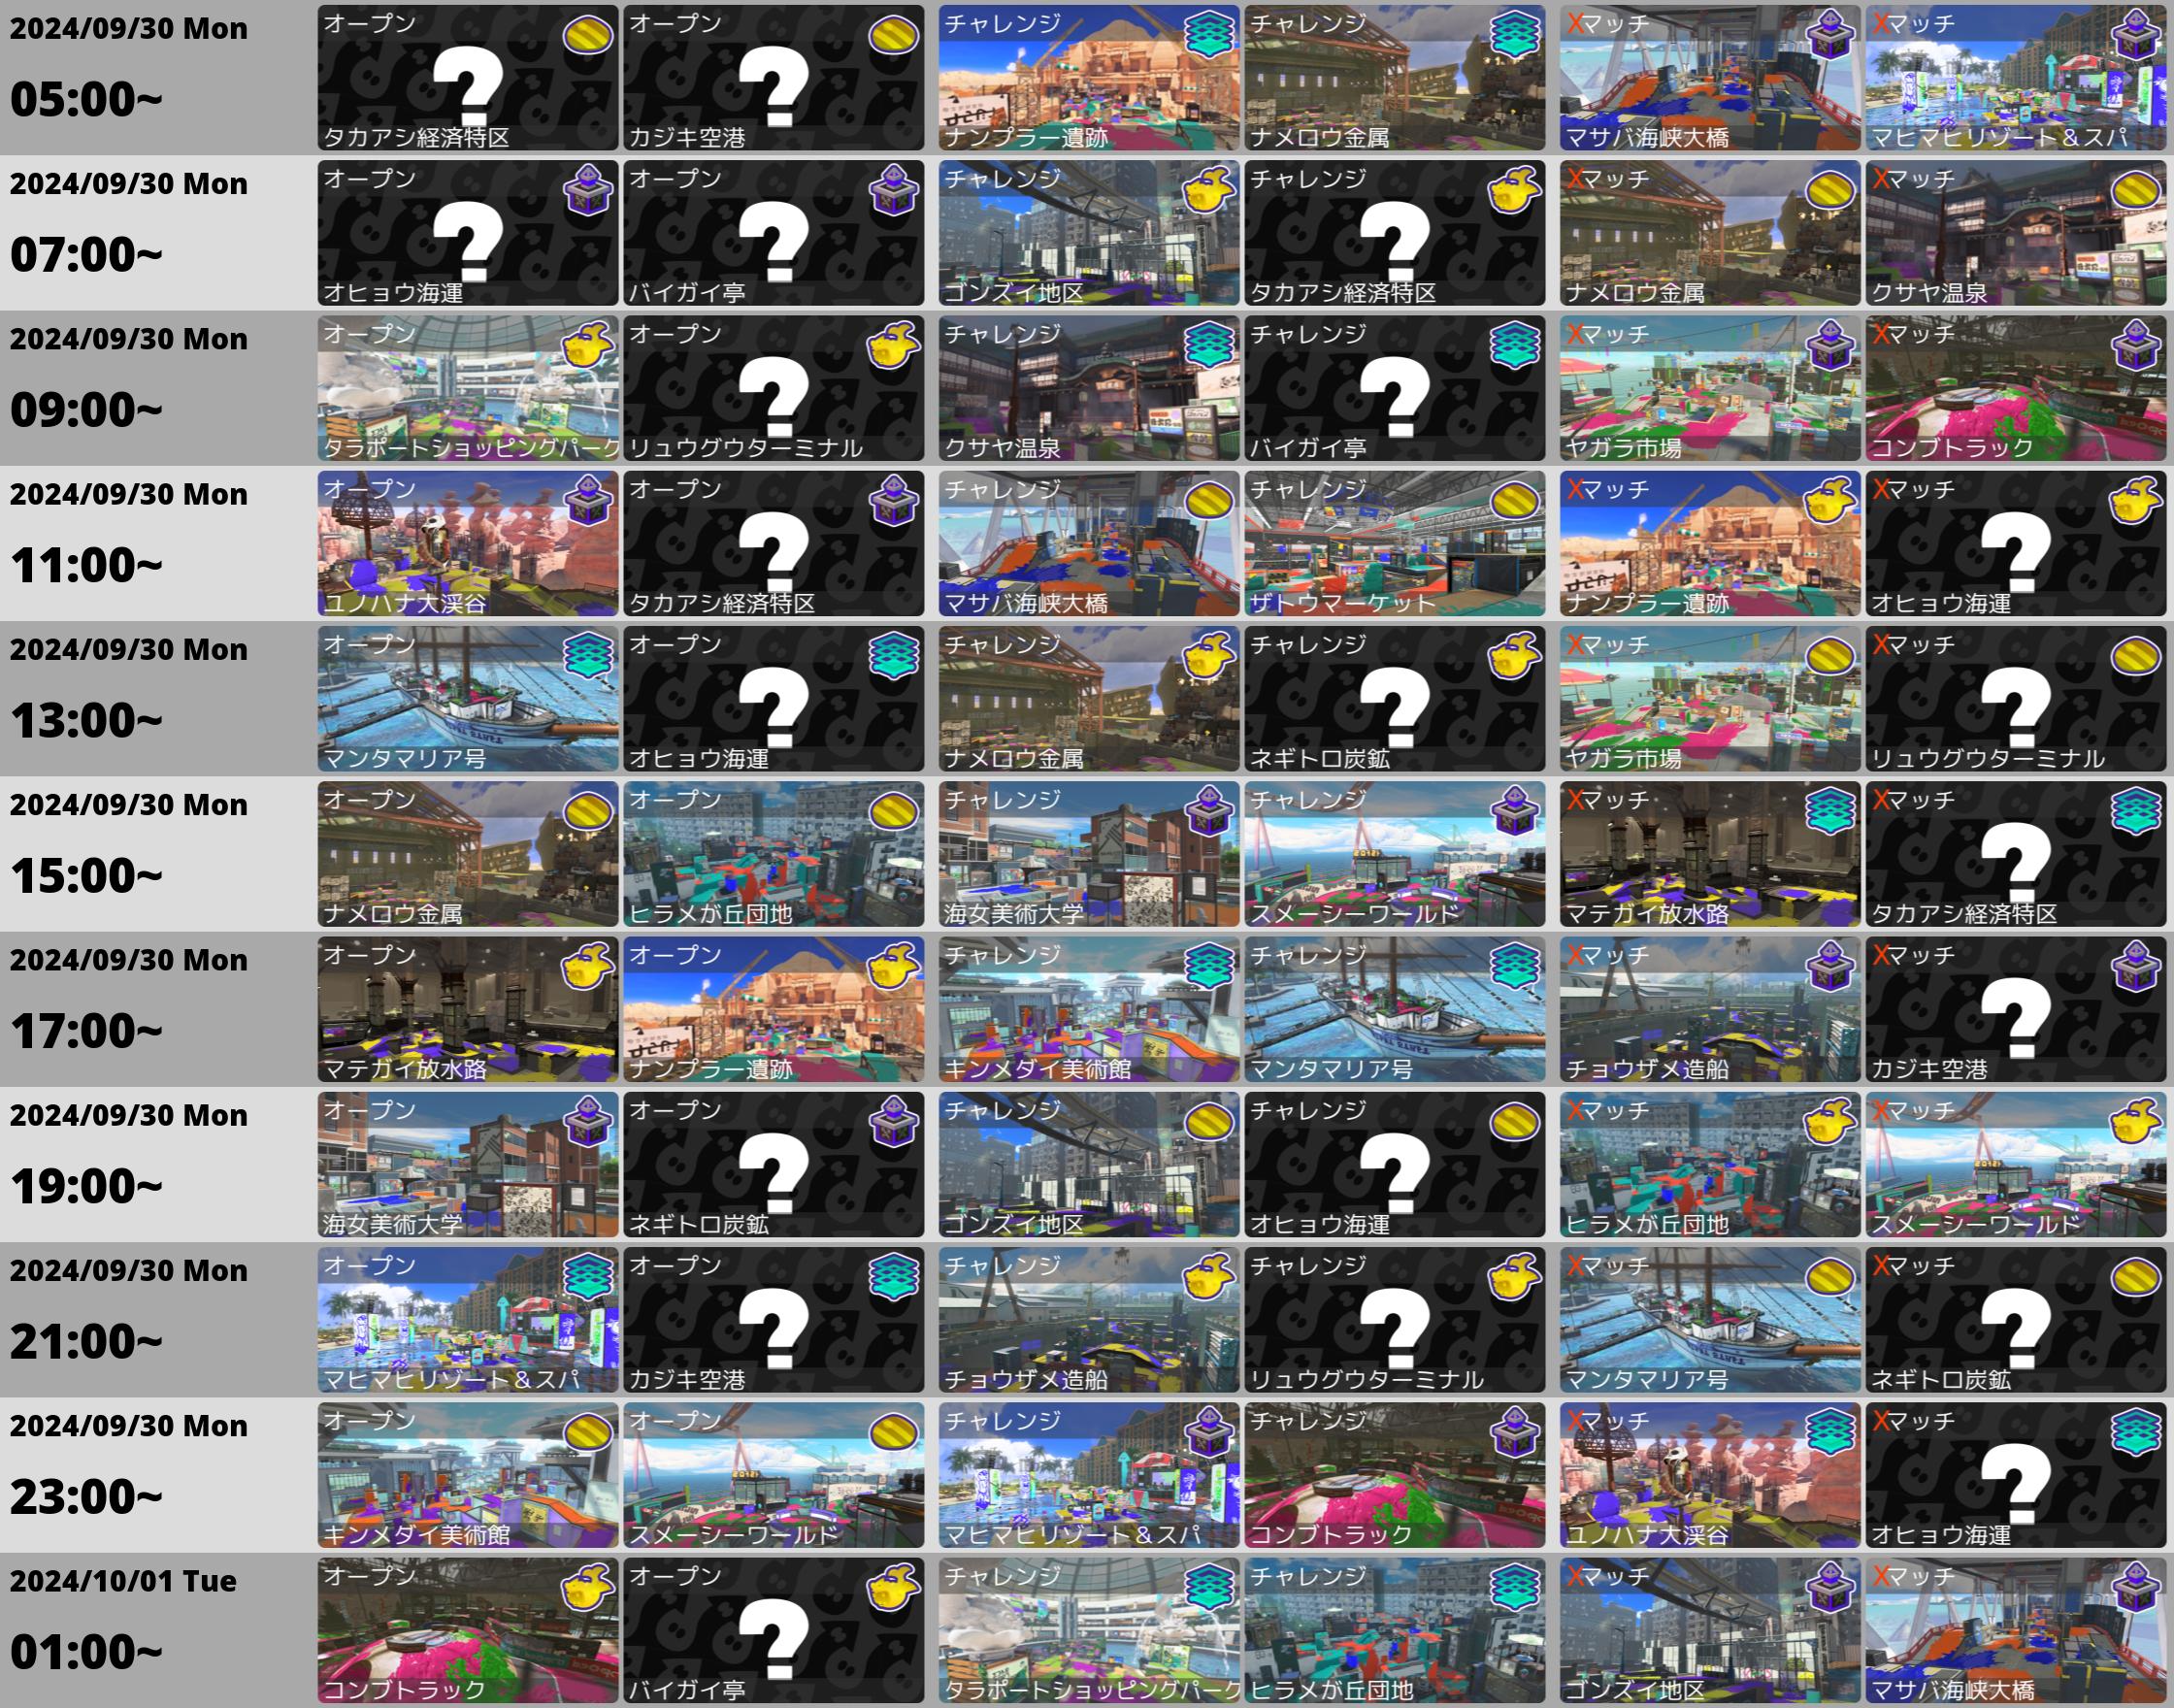 2024/09/30 Mon
05:00~
オープン
タカアシ経済特区
オープン
カジキ空港
チャレンジ
ナンプラー遺跡
チャレンジ
ナメロウ金属
Xマッチ
マサバ海峡大橋
Xマッチ
マヒマヒリゾート＆スパ
2024/09/30 Mon
07:00~
オープン
オヒョウ海運
オープン
バイガイ亭
チャレンジ
ゴンズイ地区
チャレンジ
タカアシ経済特区
Xマッチ
ナメロウ金属
Xマッチ
クサヤ温泉
2024/09/30 Mon
09:00~
オープン
タラポートショッピングパーク
オープン
リュウグウターミナル
チャレンジ
クサヤ温泉
チャレンジ
バイガイ亭
Xマッチ
ヤガラ市場
Xマッチ
コンブトラック
2024/09/30 Mon
11:00~
オープン
ユノハナ大渓谷
オープン
タカアシ経済特区
チャレンジ
マサバ海峡大橋
チャレンジ
ザトウマーケット
Xマッチ
ナンプラー遺跡
Xマッチ
オヒョウ海運
2024/09/30 Mon
13:00~
オープン
マンタマリア号
オープン
オヒョウ海運
チャレンジ
ナメロウ金属
チャレンジ
ネギトロ炭鉱
Xマッチ
ヤガラ市場
Xマッチ
リュウグウターミナル
2024/09/30 Mon
15:00~
オープン
ナメロウ金属
オープン
ヒラメが丘団地
チャレンジ
海女美術大学
チャレンジ
スメーシーワールド
Xマッチ
マテガイ放水路
Xマッチ
タカアシ経済特区
2024/09/30 Mon
17:00~
オープン
マテガイ放水路
オープン
ナンプラー遺跡
チャレンジ
キンメダイ美術館
チャレンジ
マンタマリア号
Xマッチ
チョウザメ造船
Xマッチ
カジキ空港
2024/09/30 Mon
19:00~
オープン
海女美術大学
オープン
ネギトロ炭鉱
チャレンジ
ゴンズイ地区
チャレンジ
オヒョウ海運
Xマッチ
ヒラメが丘団地
Xマッチ
スメーシーワールド
2024/09/30 Mon
21:00~
オープン
マヒマヒリゾート＆スパ
オープン
カジキ空港
チャレンジ
チョウザメ造船
チャレンジ
リュウグウターミナル
Xマッチ
マンタマリア号
Xマッチ
ネギトロ炭鉱
2024/09/30 Mon
23:00~
オープン
キンメダイ美術館
オープン
スメーシーワールド
チャレンジ
マヒマヒリゾート＆スパ
チャレンジ
コンブトラック
Xマッチ
ユノハナ大渓谷
Xマッチ
オヒョウ海運
2024/10/01 Tue
01:00~
オープン
コンブトラック
オープン
バイガイ亭
チャレンジ
タラポートショッピングパーク
チャレンジ
ヒラメが丘団地
Xマッチ
ゴンズイ地区
Xマッチ
マサバ海峡大橋